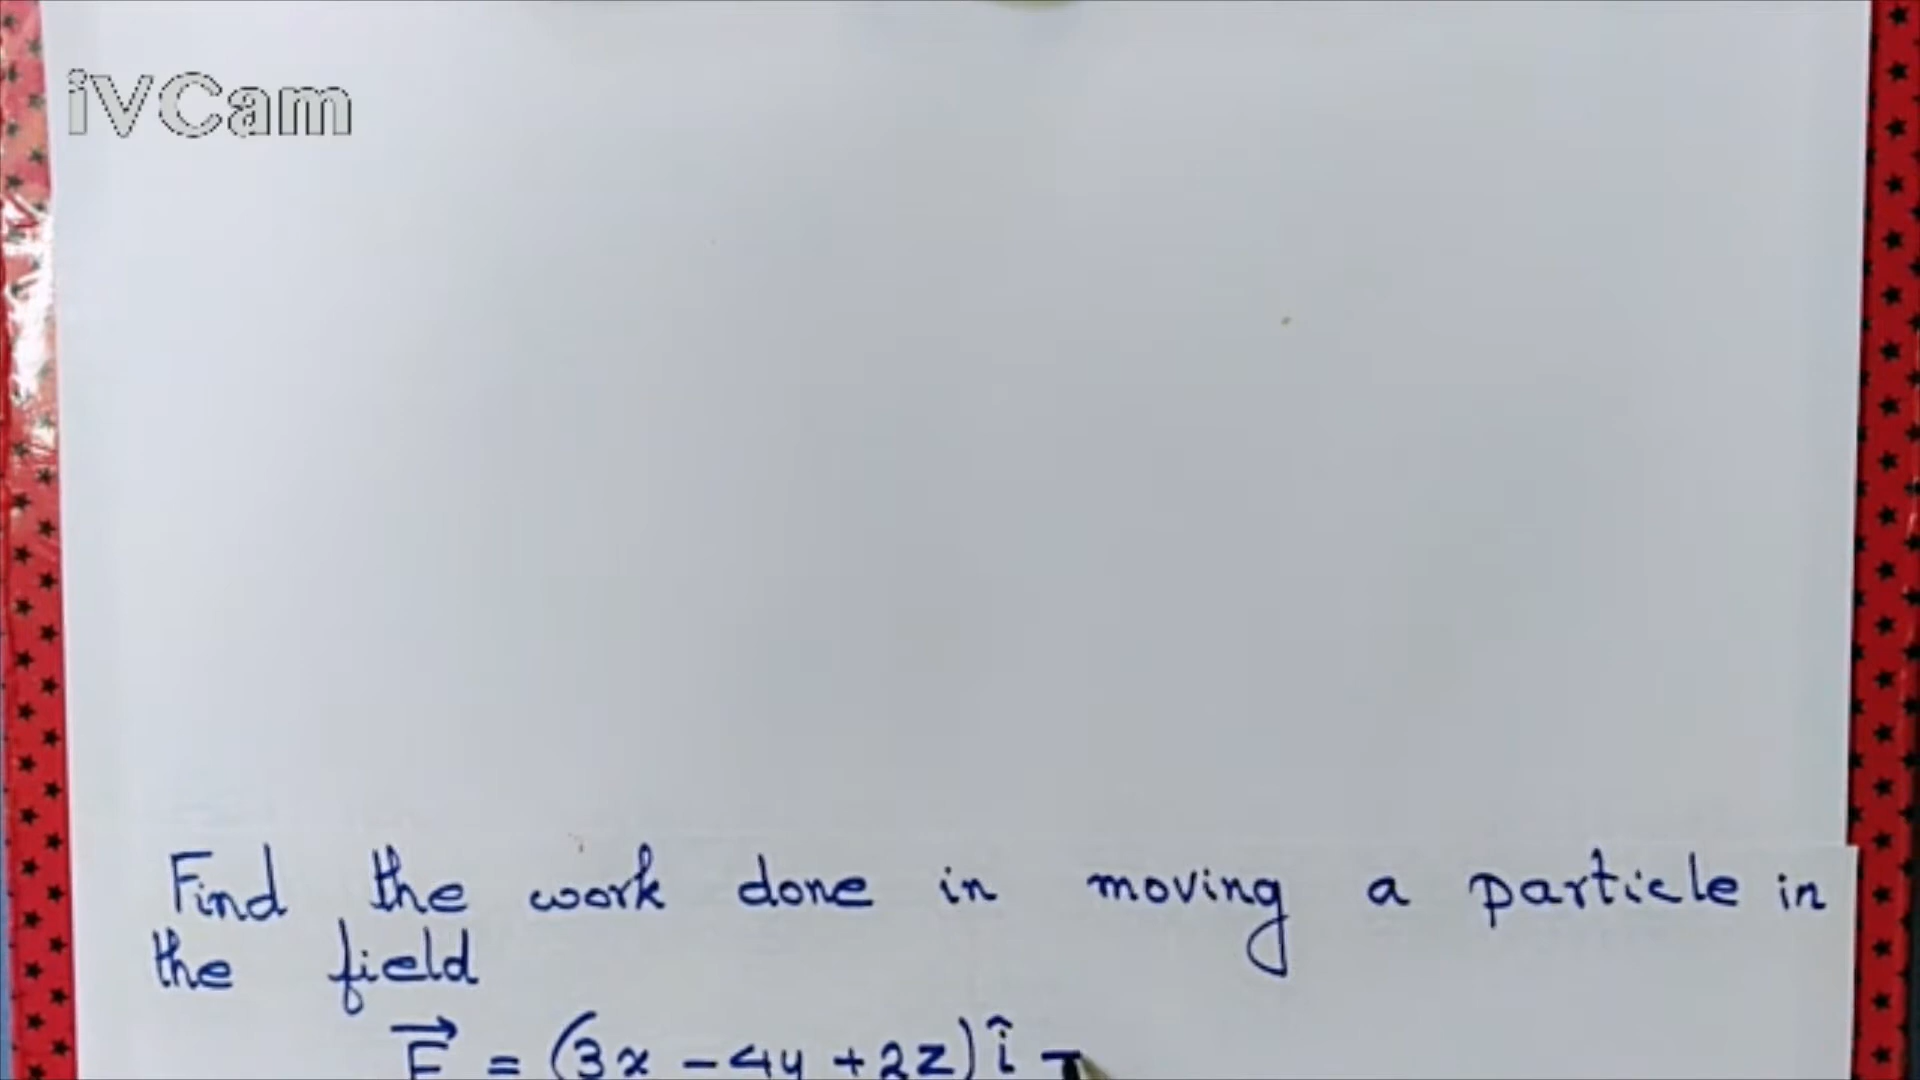 iVCam
Find the work done in moving a particle in
the field
F⃗ = (3x - 4y + 2z) î